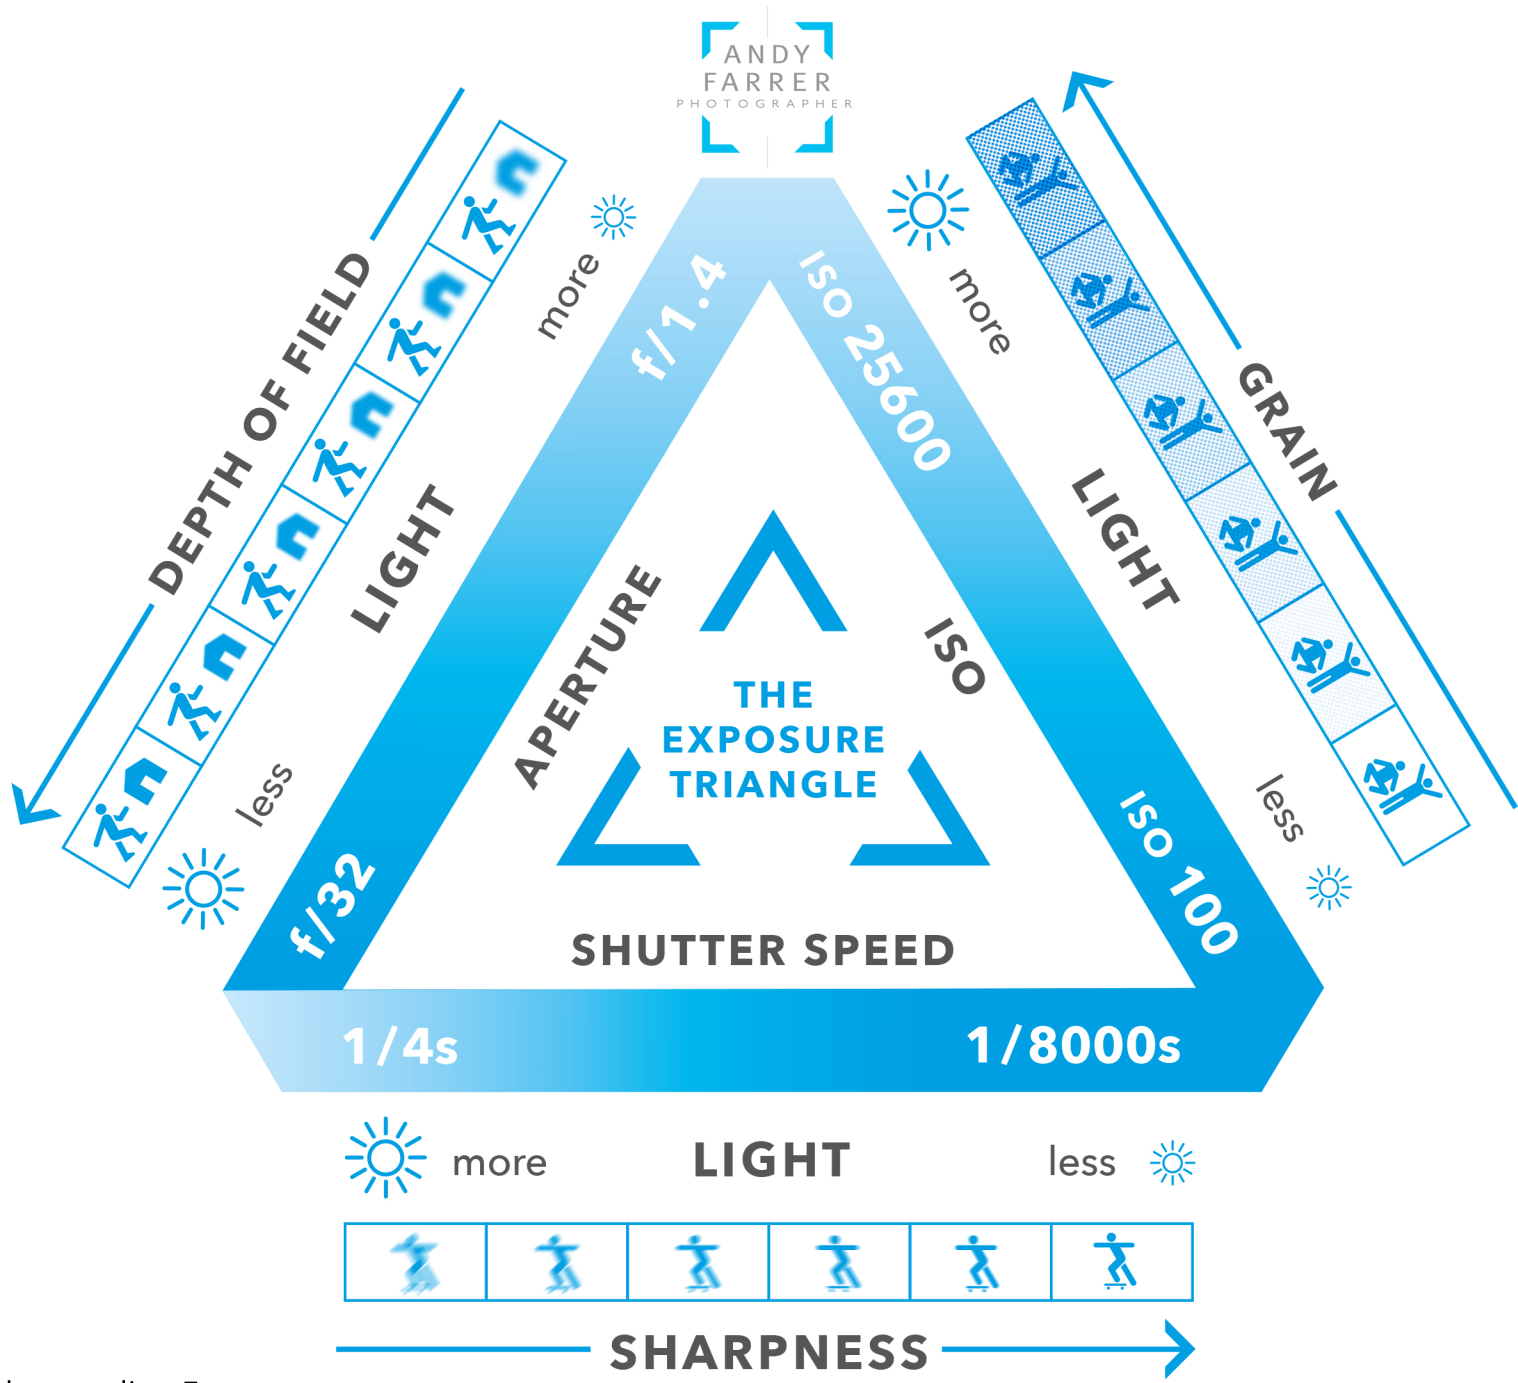 ANDY
FARRER
PHOTOGRAPHER
DEPTH OF FIELD
more
LIGHT
less
f/1.4
APERTURE
f/32
ISO 25600
ISO
ISO 100
more
LIGHT
less
GRAIN
THE
EXPOSURE
TRIANGLE
SHUTTER SPEED
1/4s 1/8000s
more LIGHT less
SHARPNESS